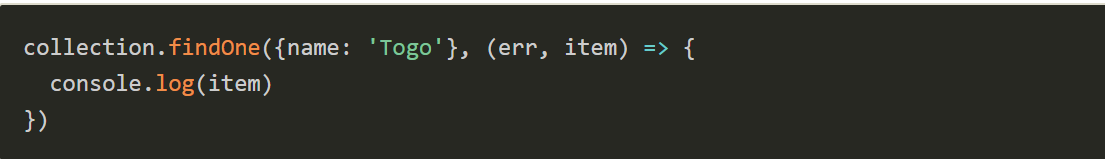 collection.findOne({name: 'Togo'}, (err, item) => {
  console.log(item)
})